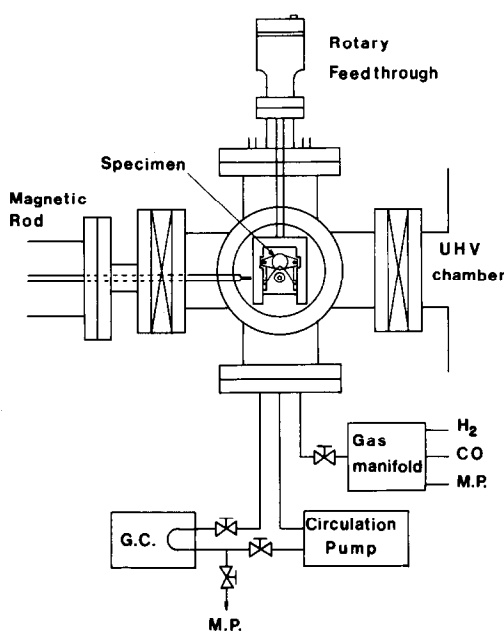 Rotary
Feedthrough
Specimen
Magnetic
Rod
UHV
chamber
Gas
manifold
H₂
CO
M.P.
G.C.
Circulation
Pump
M.P.